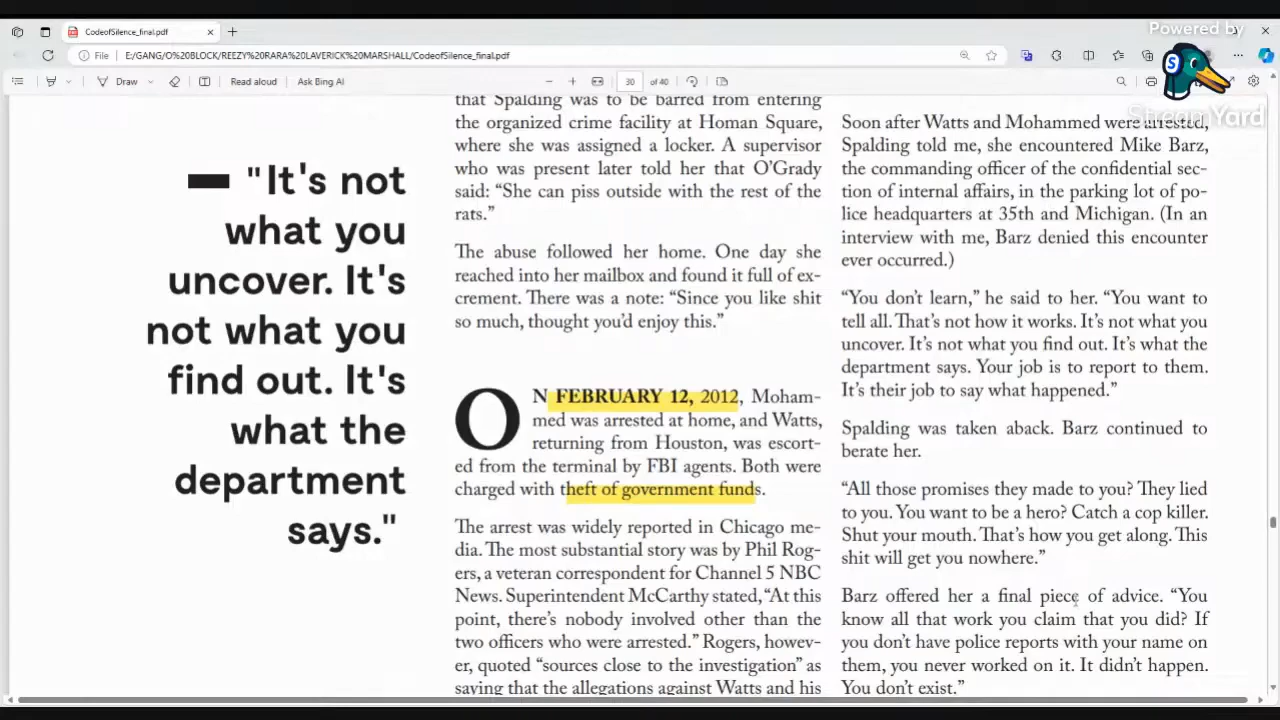 Powered by
CodeofSilence_final.pdf
File
E:/GANG/O%20BLOCK/REEZY%20RARA%20LAVERICK%20MARSHALL/CodeofSilence_final.pdf
Draw
Read aloud
Ask Bing AI
30
of 40
StreamYard
"It's not
what you
uncover. It's
not what you
find out. It's
what the
department
says."
that Spalding was to be barred from entering
the organized crime facility at Homan Square,
where she was assigned a locker. A supervisor
who was present later told her that O’Grady
said: “She can piss outside with the rest of the
rats.”
The abuse followed her home. One day she
reached into her mailbox and found it full of ex-
crement. There was a note: “Since you like shit
so much, thought you’d enjoy this.”
ON FEBRUARY 12, 2012, Moham-
med was arrested at home, and Watts,
returning from Houston, was escort-
ed from the terminal by FBI agents. Both were
charged with theft of government funds.
The arrest was widely reported in Chicago me-
dia. The most substantial story was by Phil Rog-
ers, a veteran correspondent for Channel 5 NBC
News. Superintendent McCarthy stated, “At this
point, there’s nobody involved other than the
two officers who were arrested.” Rogers, howev-
er, quoted “sources close to the investigation” as
saying that the allegations against Watts and his
Soon after Watts and Mohammed were arrested,
Spalding told me, she encountered Mike Barz,
the commanding officer of the confidential sec-
tion of internal affairs, in the parking lot of po-
lice headquarters at 35th and Michigan. (In an
interview with me, Barz denied this encounter
ever occurred.)
“You don’t learn,” he said to her. “You want to
tell all. That’s not how it works. It’s not what you
uncover. It’s not what you find out. It’s what the
department says. Your job is to report to them.
It’s their job to say what happened.”
Spalding was taken aback. Barz continued to
berate her.
“All those promises they made to you? They lied
to you. You want to be a hero? Catch a cop killer.
Shut your mouth. That’s how you get along. This
shit will get you nowhere.”
Barz offered her a final piece of advice. “You
know all that work you claim that you did? If
you don’t have police reports with your name on
them, you never worked on it. It didn’t happen.
You don’t exist.”